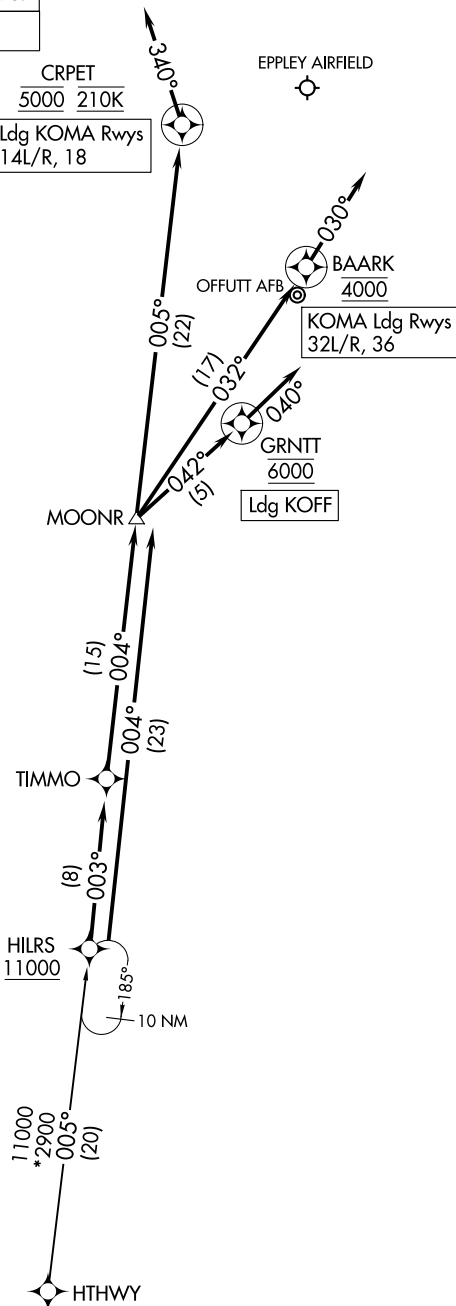 340°
EPPLEY AIRFIELD
CRPET
5000 210K
Ldg KOMA Rwys
14L/R, 18
030°
BAARK
4000
OFFUTT AFB
KOMA Ldg Rwys
32L/R, 36
005°
(22)
(17)
032°
040°
GRNTT
6000
Ldg KOFF
042°
(5)
MOONR
(15)
004°
004°
(23)
TIMMO
(8)
003°
HILRS
11000
185°
10 NM
11000
*2900
005°
(20)
HTHWY